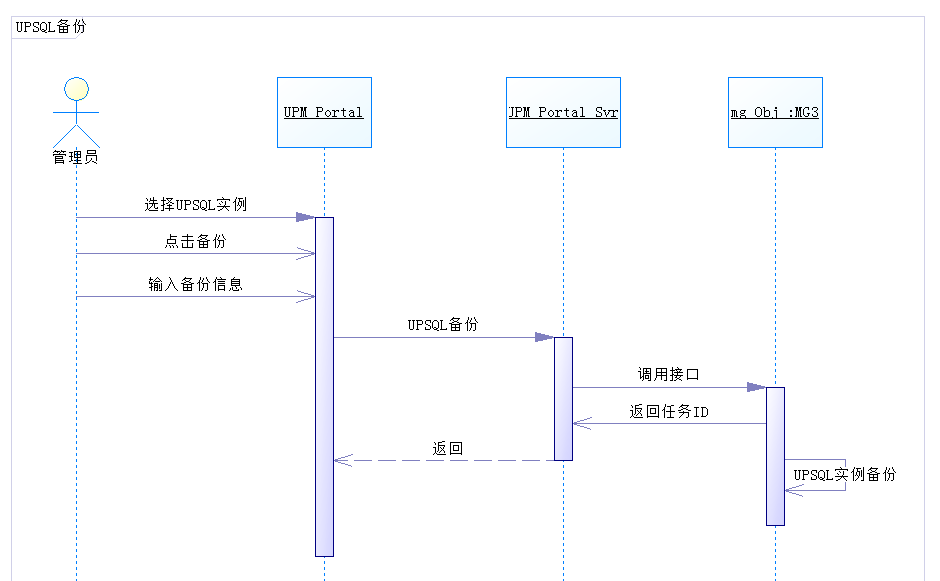 UPSQL备份
UPM Portal
JPM Portal Svr
mg Obj :MG3
管理员
选择UPSQL实例
点击备份
输入备份信息
UPSQL备份
调用接口
返回任务ID
返回
UPSQL实例备份